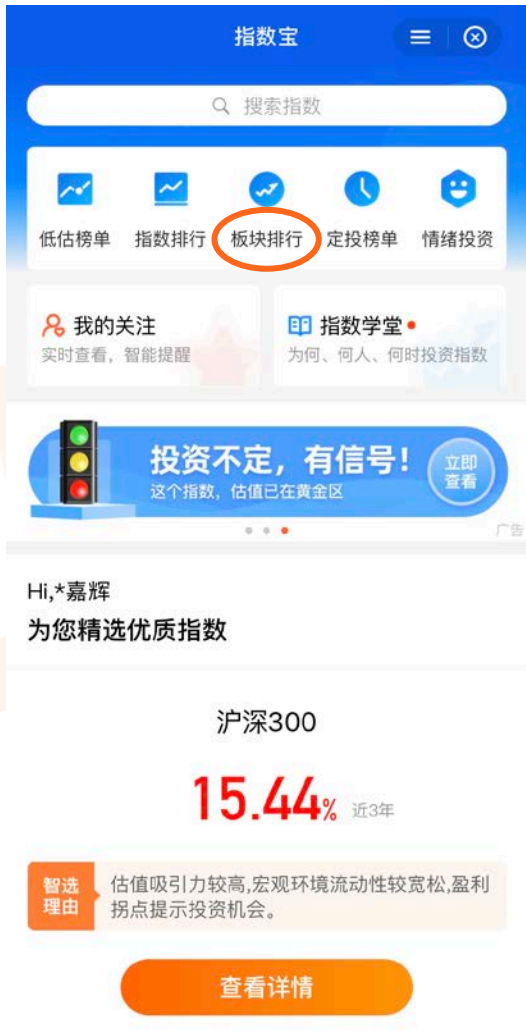 指数宝
搜索指数
低估榜单 指数排行 板块排行 定投榜单 情绪投资
我的关注 指数学堂
实时查看，智能提醒 为何、何人、何时投资指数
投资不定，有信号！ 立即
这个指数，估值已在黄金区 查看
广告
Hi,*嘉辉
为您精选优质指数
沪深300
15.44% 近3年
智选 估值吸引力较高,宏观环境流动性较宽松,盈利
理由 拐点提示投资机会。
查看详情